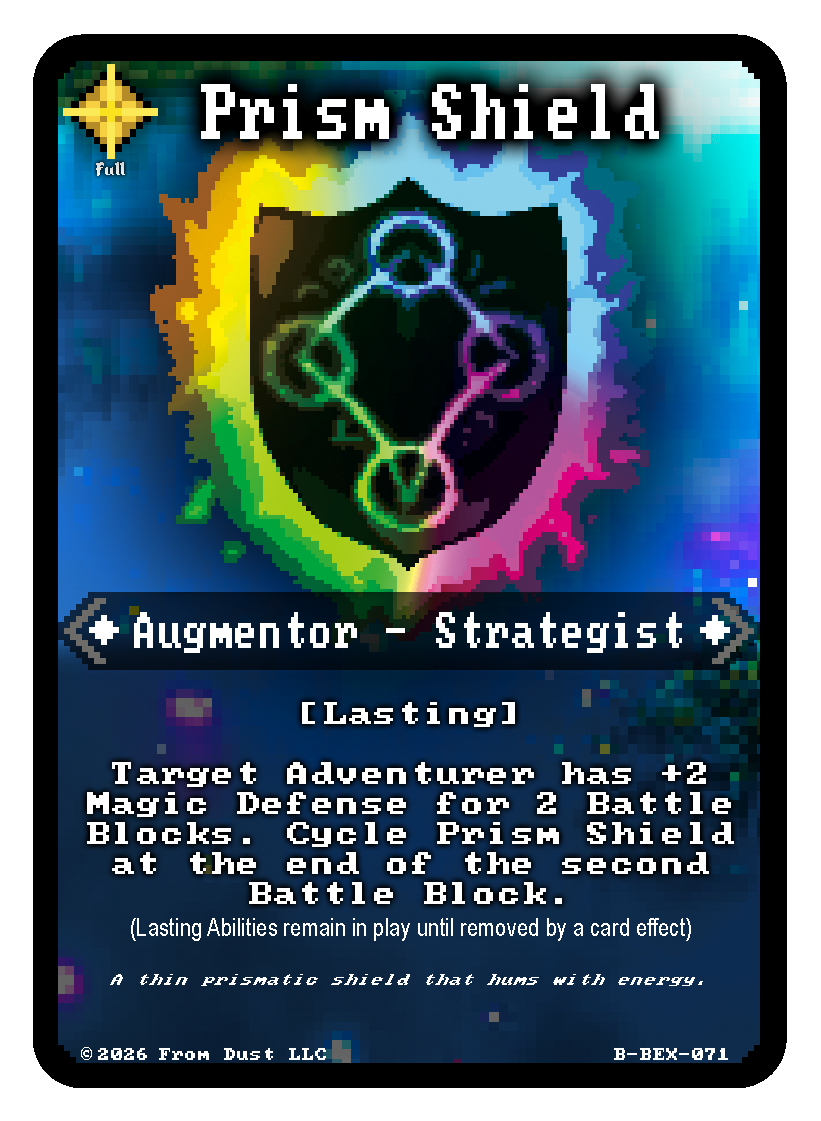 Prism Shield
Full
Augmentor - Strategist
[Lasting]
Target Adventurer has +2
Magic Defense for 2 Battle
Blocks. Cycle Prism Shield
at the end of the second
Battle Block.
(Lasting Abilities remain in play until removed by a card effect)
A thin prismatic shield that hums with energy.
©2026 From Dust LLC
B-BEX-071